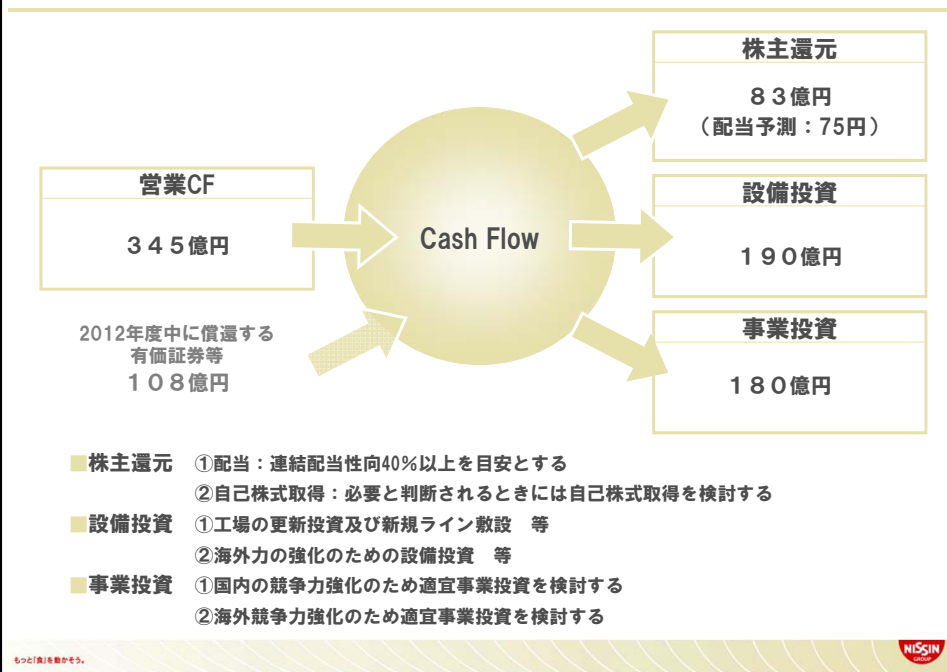 営業CF
３４５億円
2012年度中に償還する
有価証券等
１０８億円
Cash Flow
株主還元
８３億円
（配当予測：75円）
設備投資
１９０億円
事業投資
１８０億円
■株主還元 ①配当：連結配当性向40％以上を目安とする
②自己株式取得：必要と判断されるときには自己株式取得を検討する
■設備投資 ①工場の更新投資及び新規ライン敷設　等
②海外力の強化のための設備投資　等
■事業投資 ①国内の競争力強化のため適宜事業投資を検討する
②海外競争力強化のため適宜事業投資を検討する
もっと「食」を動かそう。
NISSIN
GROUP